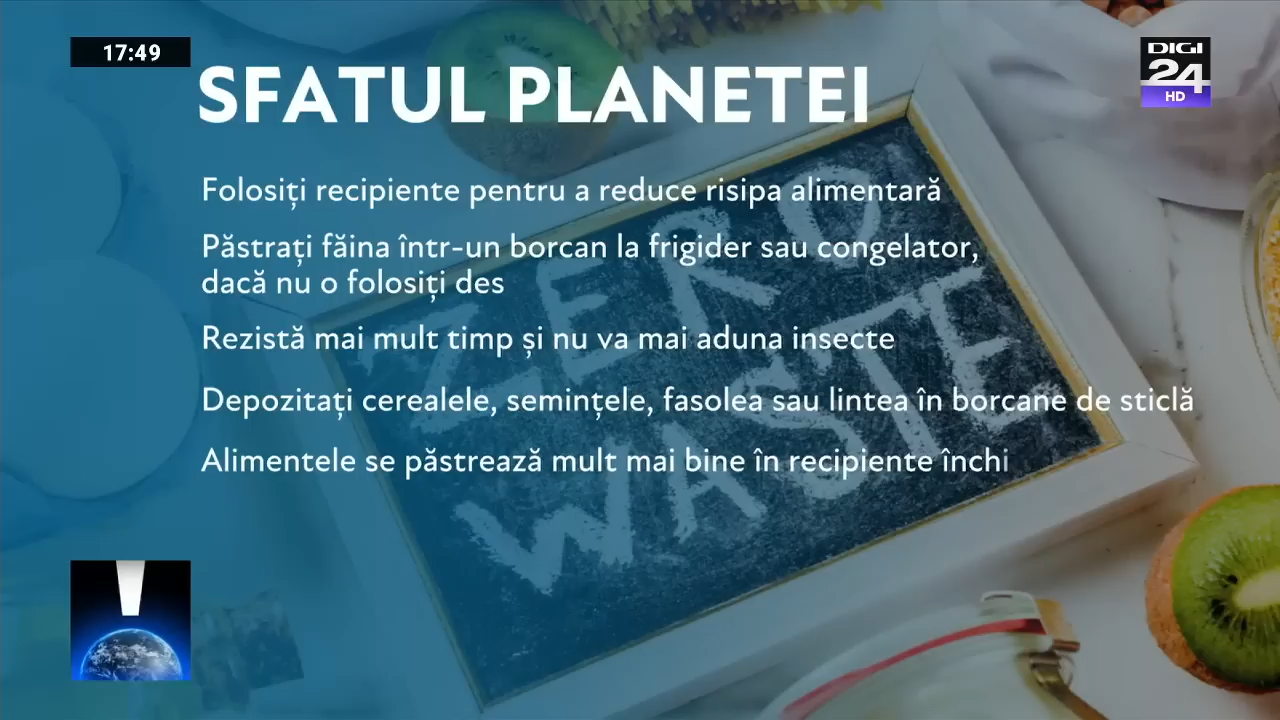 17:49
DIGI
24
HD
SFATUL PLANETEI
Folosiți recipiente pentru a reduce risipa alimentară
Păstrați făina într-un borcan la frigider sau congelator,
dacă nu o folosiți des
Rezistă mai mult timp și nu va mai aduna insecte
Depozitați cerealele, semințele, fasolea sau lintea în borcane de sticlă
Alimentele se păstrează mult mai bine în recipiente închi
ZERO
WASTE